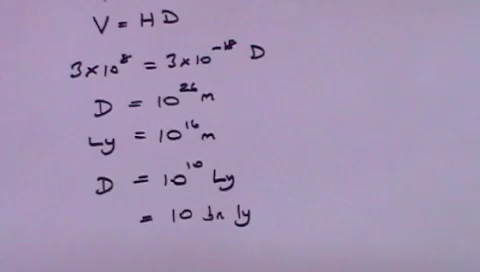 V = HD
3×10⁸ = 3×10⁻¹⁸ D
D = 10²⁶ m
Ly = 10¹⁶ m
D = 10¹⁰ Ly
= 10 bn ly